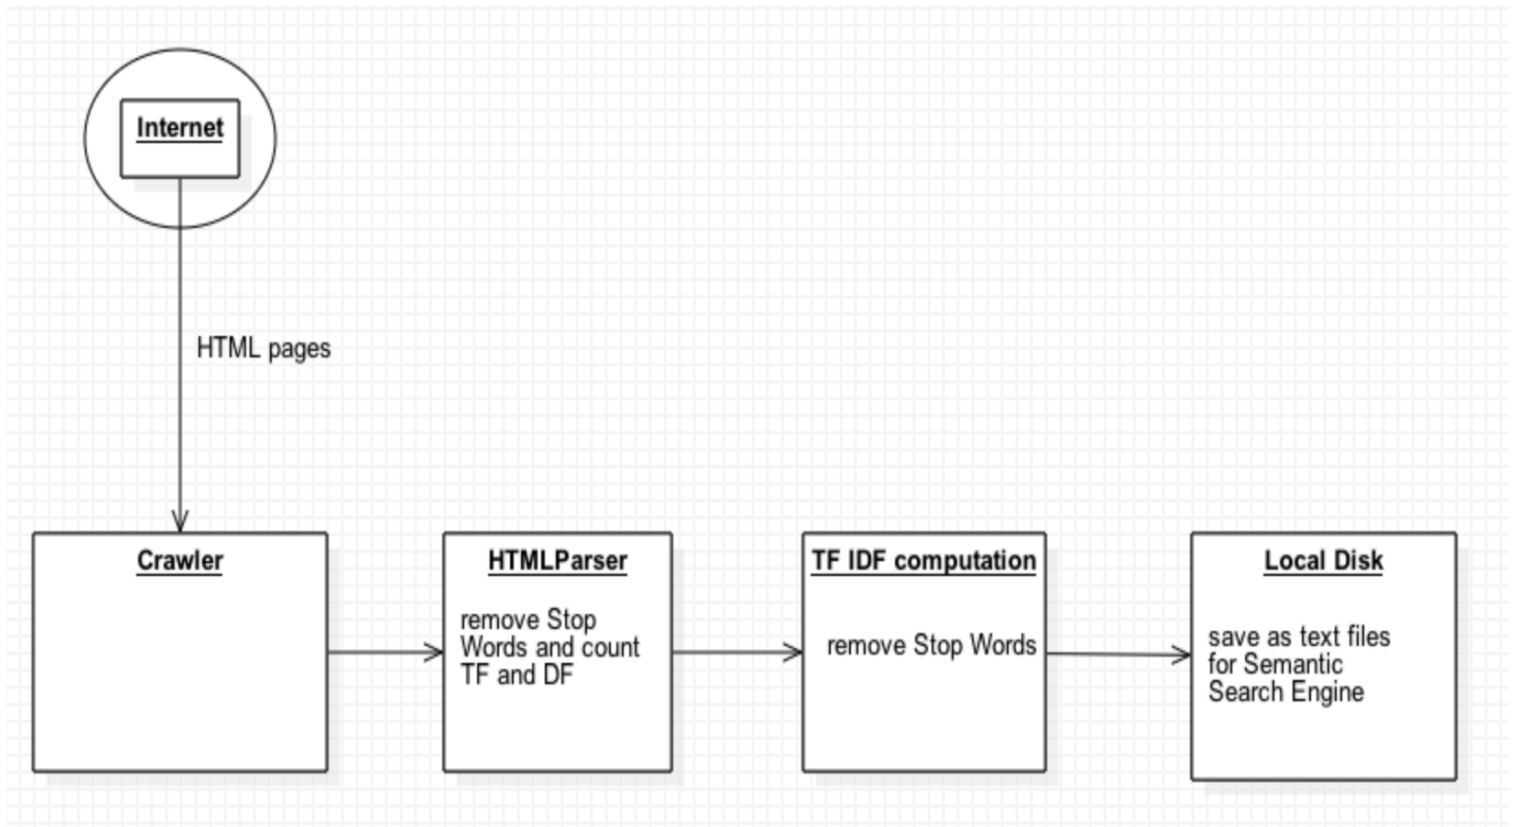 Internet
HTML pages
Crawler
HTMLParser
remove Stop
Words and count
TF and DF
TF IDF computation
remove Stop Words
Local Disk
save as text files
for Semantic
Search Engine